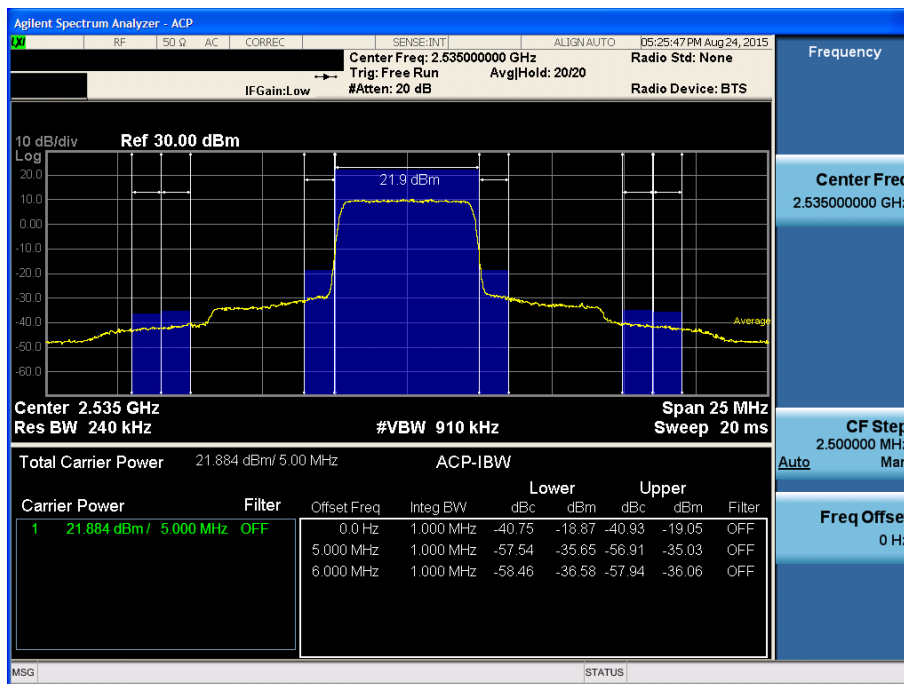 Agilent Spectrum Analyzer - ACP
LXI RF 50 Ω AC CORREC SENSE:INT ALIGN AUTO 05:25:47 PM Aug 24, 2015
Center Freq: 2.535000000 GHz Radio Std: None
Trig: Free Run Avg|Hold: 20/20
IFGain:Low #Atten: 20 dB Radio Device: BTS
10 dB/div Ref 30.00 dBm
Log
20.0
10.0
0.00
-10.0
-20.0
-30.0
-40.0
-50.0
-60.0
21.9 dBm
Average
Center 2.535 GHz Span 25 MHz
Res BW 240 kHz #VBW 910 kHz Sweep 20 ms
Total Carrier Power 21.884 dBm/ 5.00 MHz ACP-IBW
Lower Upper
Carrier Power Filter Offset Freq Integ BW dBc dBm dBc dBm Filter
1 21.884 dBm / 5.000 MHz OFF 0.0 Hz 1.000 MHz -40.75 -18.87 -40.93 -19.05 OFF
5.000 MHz 1.000 MHz -57.54 -35.65 -56.91 -35.03 OFF
6.000 MHz 1.000 MHz -58.46 -36.58 -57.94 -36.06 OFF
MSG STATUS
Frequency
Center Freq
2.535000000 GHz
CF Step
2.500000 MHz
Auto Man
Freq Offset
0 Hz